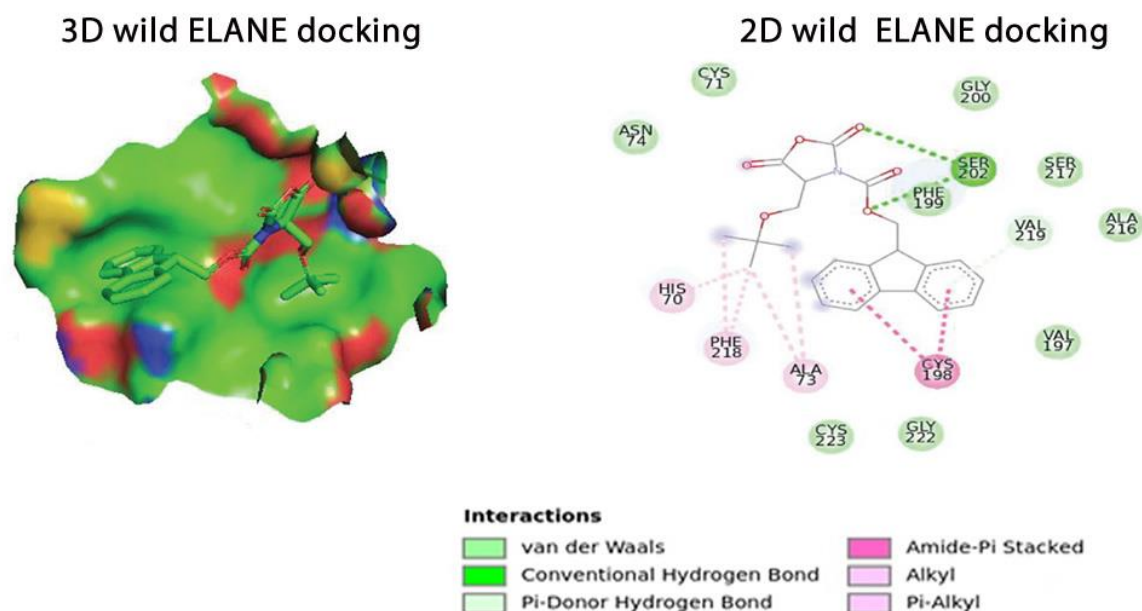 3D wild ELANE docking
2D wild ELANE docking
CYS
71
GLY
200
ASN
74
SER
202
SER
217
PHE
199
VAL
219
ALA
216
HIS
70
PHE
218
ALA
73
CYS
198
VAL
197
CYS
223
GLY
222
O
O
O
O
N
O
O
O
Interactions
van der Waals
Conventional Hydrogen Bond
Pi-Donor Hydrogen Bond
Amide-Pi Stacked
Alkyl
Pi-Alkyl